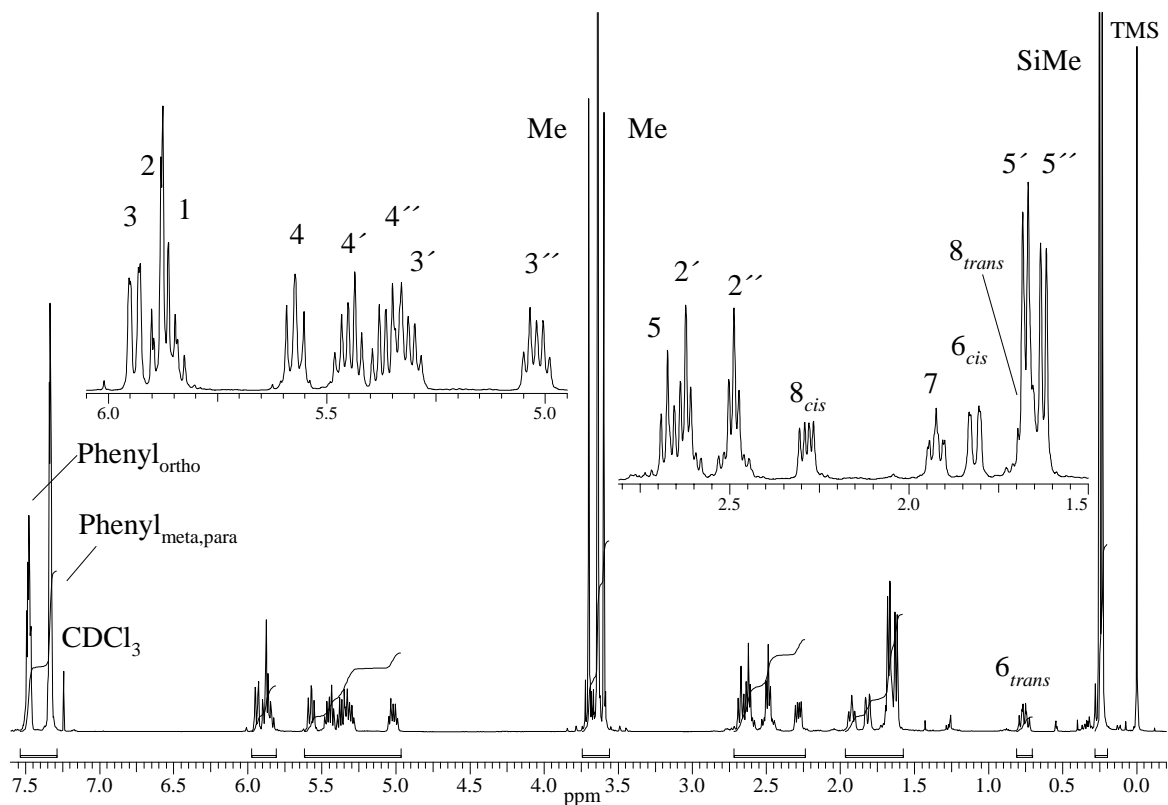 TMS
SiMe
Me Me
2
3 1
4 4´ 4´´ 3´ 3´´
5´ 5´´
8trans
2´
5 2´´
6cis
8cis 7
6.0 5.5 5.0
2.5 2.0 1.5
Phenylortho
Phenylmeta,para
CDCl3
6trans
7.5 7.0 6.5 6.0 5.5 5.0 4.5 4.0 3.5 3.0 2.5 2.0 1.5 1.0 0.5 0.0
ppm